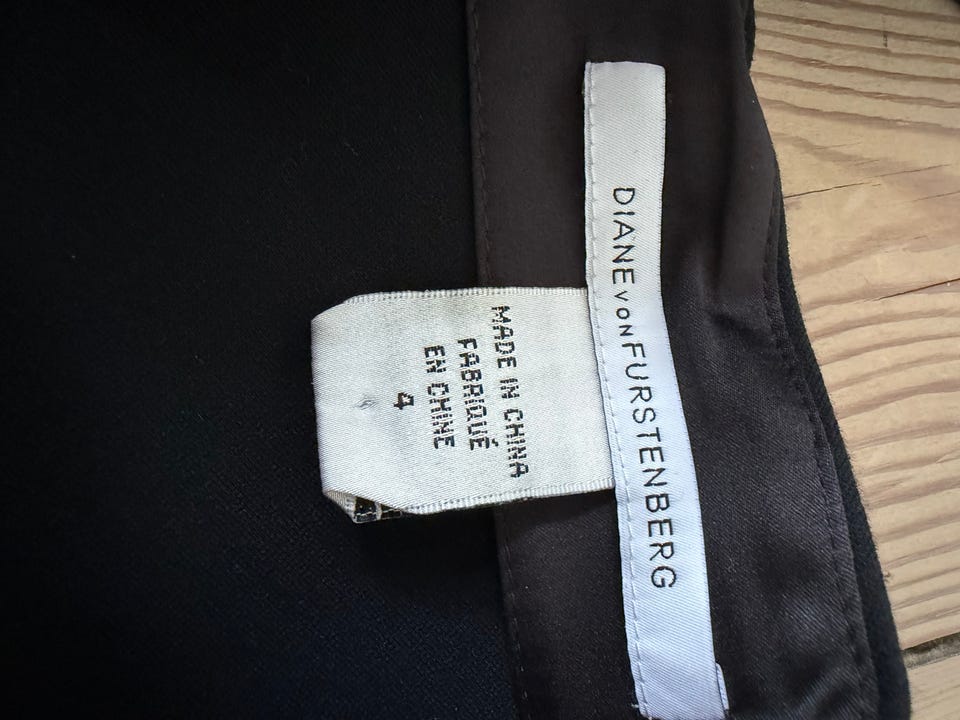 DIANE VON FURSTENBERG
MADE IN CHINA
FABRIQUÉ
EN CHINE
4